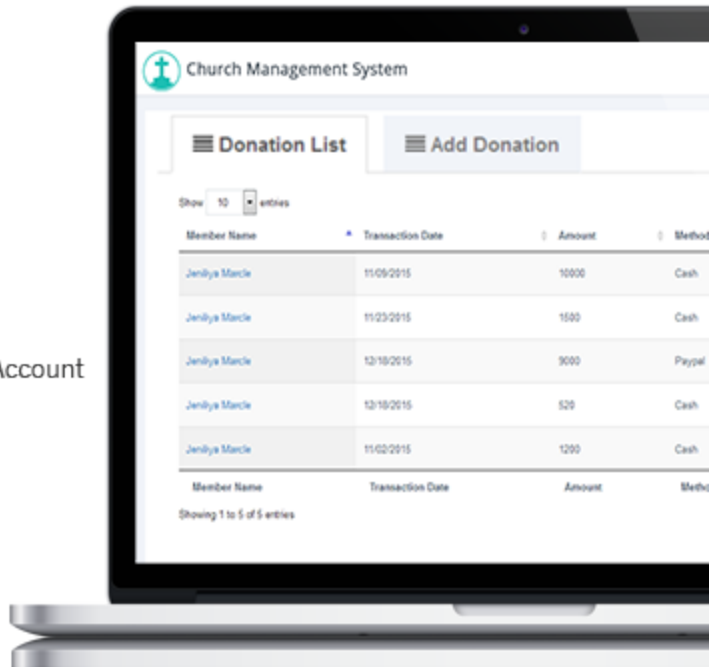 Church Management System
Donation List Add Donation
Show 10 entries
Member Name Transaction Date Amount Method
Jeniliya Marcle 11/09/2015 10000 Cash
Jeniliya Marcle 11/23/2015 1500 Cash
Account
Jeniliya Marcle 12/18/2015 9000 Paypal
Jeniliya Marcle 12/18/2015 520 Cash
Jeniliya Marcle 11/02/2015 1200 Cash
Member Name Transaction Date Amount Metho
Showing 1 to 5 of 5 entries